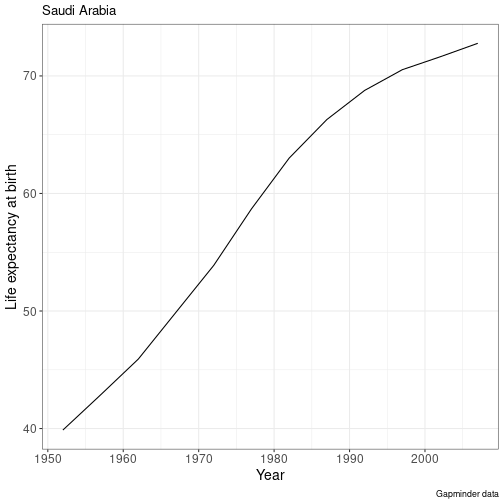 Saudi Arabia
70
60
50
40
Life expectancy at birth
1950 1960 1970 1980 1990 2000
Year
Gapminder data